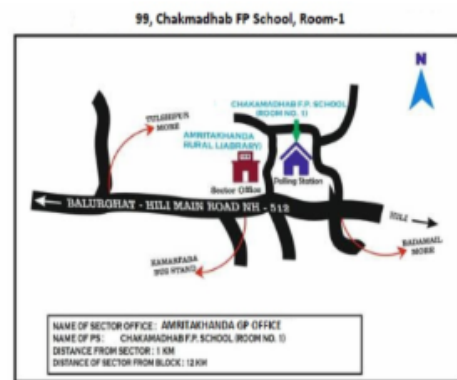 99, Chakmadhab FP School, Room-1
N
CHAKAMADHAB F.P. SCHOOL
(ROOM NO. 1)
TULSHIPUR
MORE
AMRITAKHANDA
RURAL LIABRARY)
Sector Office
Polling Station
BALURGHAT - HILI MAIN ROAD NH - 512
HILI
KAMARPARA
BUS STAND
BADAMAIL
MORE
NAME OF SECTOR OFFICE : AMRITAKHANDA GP OFFICE
NAME OF PS : CHAKAMADHAB F.P. SCHOOL (ROOM NO. 1)
DISTANCE FROM SECTOR : 1 KM
DISTANCE OF SECTOR FROM BLOCK : 12 KM